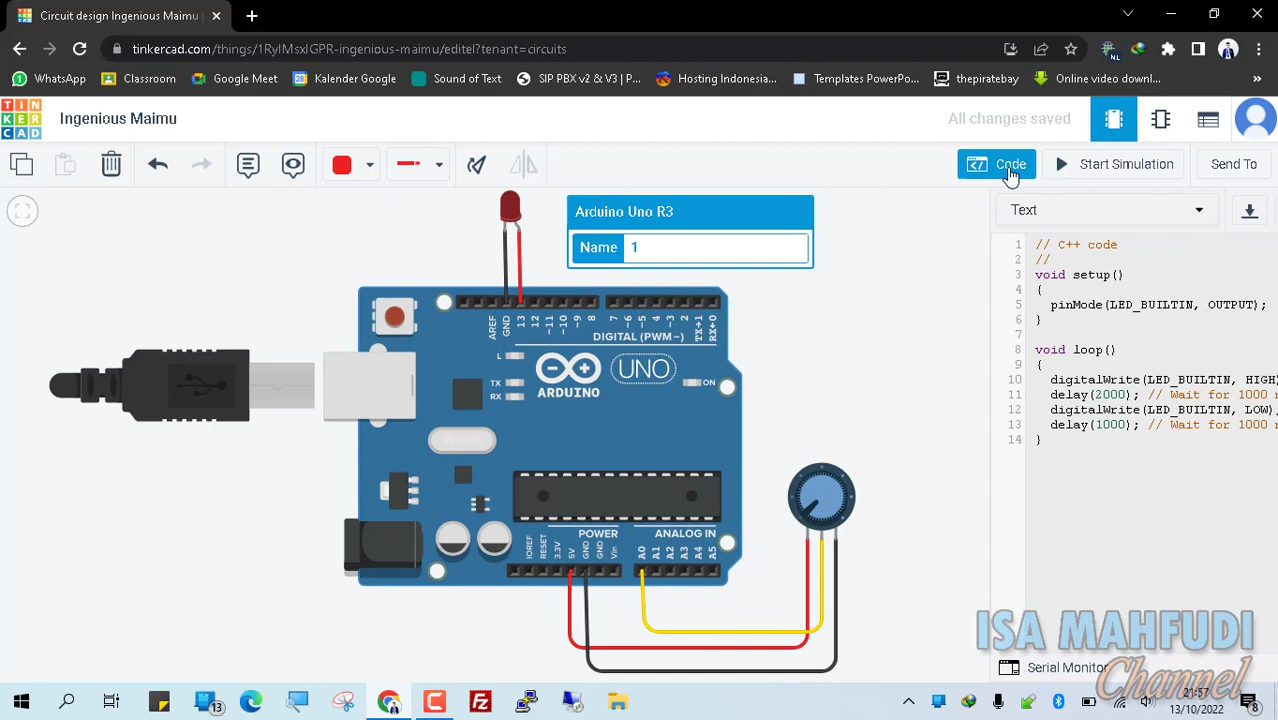 Circuit design Ingenious Maimu
tinkercad.com/things/1RyIMsxIGPR-ingenious-maimu/editel?tenant=circuits
WhatsApp Classroom Google Meet Kalender Google Sound of Text SIP PBX v2 & V3 | P... Hosting Indonesia... Templates PowerPo... thepiratebay Online video downl... »
TIN
KER
CAD
Ingenious Maimu
All changes saved
Code
Start Simulation
Send To
Arduino Uno R3
Name 1
Text
1 // C++ code
2 //
3 void setup()
4 {
5 pinMode(LED_BUILTIN, OUTPUT);
6 }
7
8 void loop()
9 {
10 digitalWrite(LED_BUILTIN, HIGH)
11 delay(2000); // Wait for 1000
12 digitalWrite(LED_BUILTIN, LOW)
13 delay(1000); // Wait for 1000
14 }
AREF
GND
13
12
~11
~10
~9
8
7
~6
~5
4
~3
2
TX→1
RX←0
DIGITAL (PWM~)
L
TX
RX
ARDUINO
UNO
ON
POWER
ANALOG IN
IOREF
RESET
3.3V
5V
GND
GND
Vin
A0
A1
A2
A3
A4
A5
Serial Monitor
ISA MAHFUDI
Channel
13
13/10/2022
8